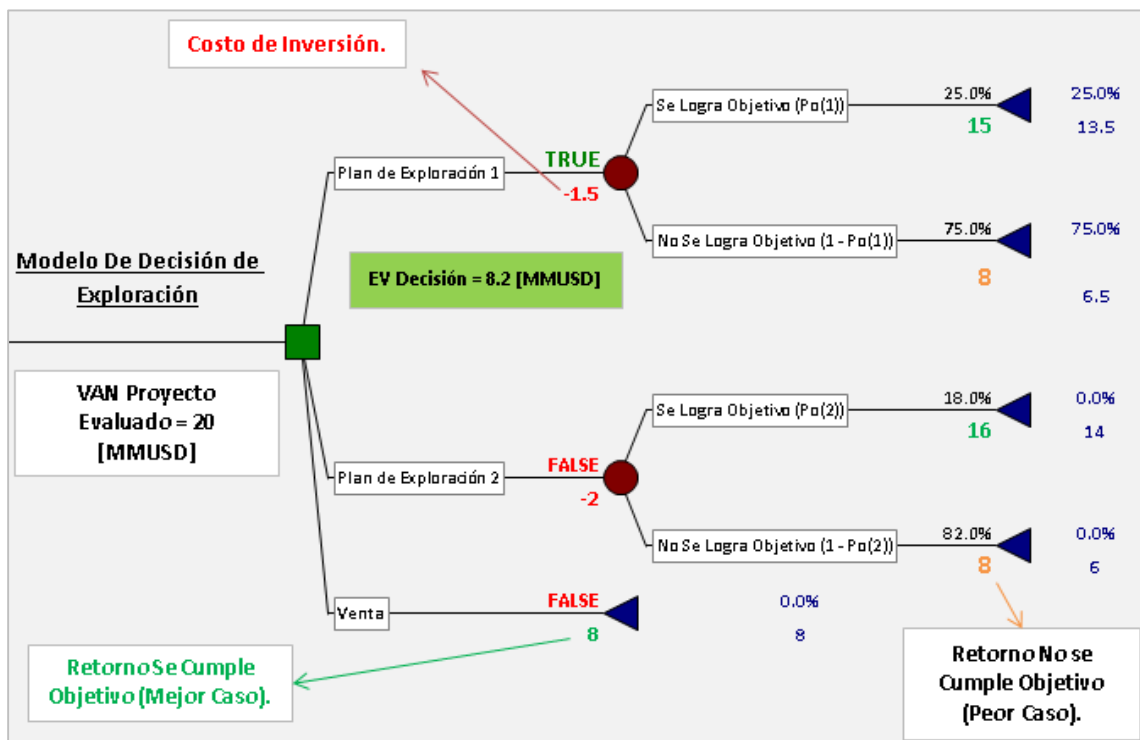 Costo de Inversión.
Se Logra Objetivo (Po(1))
25.0%
25.0%
15
13.5
TRUE
Plan de Exploración 1
-1.5
No Se Logra Objetivo (1 - Po(1))
75.0%
75.0%
8
6.5
Modelo De Decisión de
Exploración
EV Decisión = 8.2 [MMUSD]
VAN Proyecto
Evaluado = 20
[MMUSD]
Se Logra Objetivo (Po(2))
18.0%
0.0%
16
14
FALSE
Plan de Exploración 2
-2
No Se Logra Objetivo (1 - Po(2))
82.0%
0.0%
8
6
FALSE
Venta
0.0%
8
8
Retorno Se Cumple
Objetivo (Mejor Caso).
Retorno No se
Cumple Objetivo
(Peor Caso).